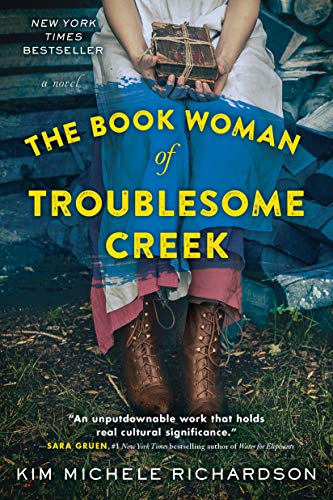 NEW YORK
TIMES
BESTSELLER
a novel
THE BOOK WOMAN
of
TROUBLESOME
CREEK
"An unputdownable work that holds
real cultural significance."
—SARA GRUEN, #1 New York Times bestselling author of Water for Elephants
KIM MICHELE RICHARDSON